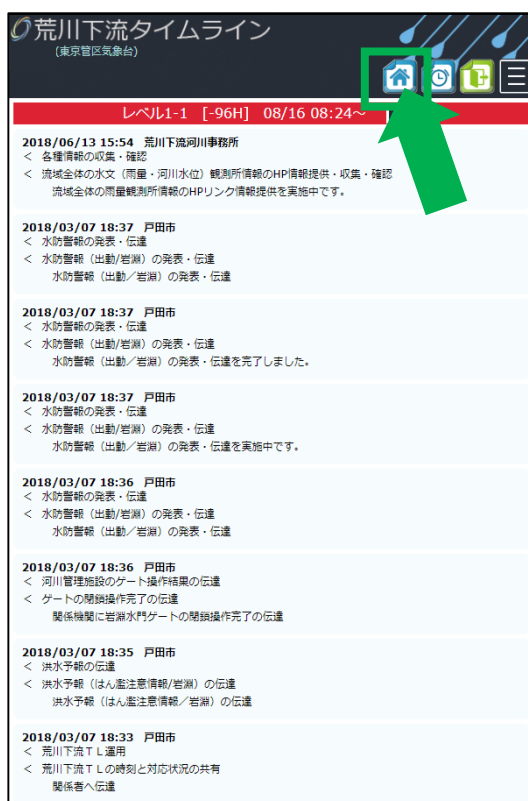 荒川下流タイムライン
(東京管区気象台)
レベル1-1 [-96H] 08/16 08:24～
2018/06/13 15:54 荒川下流河川事務所
< 各種情報の収集・確認
< 流域全体の水文（雨量・河川水位）観測所情報のHP情報提供・収集・確認
流域全体の雨量観測所情報のHPリンク情報提供を実施中です。
2018/03/07 18:37 戸田市
< 水防警報の発表・伝達
< 水防警報（出動/岩淵）の発表・伝達
水防警報（出動／岩淵）の発表・伝達
2018/03/07 18:37 戸田市
< 水防警報の発表・伝達
< 水防警報（出動/岩淵）の発表・伝達
水防警報（出動／岩淵）の発表・伝達を完了しました。
2018/03/07 18:37 戸田市
< 水防警報の発表・伝達
< 水防警報（出動/岩淵）の発表・伝達
水防警報（出動／岩淵）の発表・伝達を実施中です。
2018/03/07 18:36 戸田市
< 水防警報の発表・伝達
< 水防警報（出動/岩淵）の発表・伝達
水防警報（出動／岩淵）の発表・伝達
2018/03/07 18:36 戸田市
< 河川管理施設のゲート操作結果の伝達
< ゲートの閉鎖操作完了の伝達
関係機関に岩淵水門ゲートの閉鎖操作完了の伝達
2018/03/07 18:35 戸田市
< 洪水予報の伝達
< 洪水予報（はん濫注意情報/岩淵）の伝達
洪水予報（はん濫注意情報／岩淵）の伝達
2018/03/07 18:33 戸田市
< 荒川下流ＴＬ運用
< 荒川下流ＴＬの時刻と対応状況の共有
関係者へ伝達